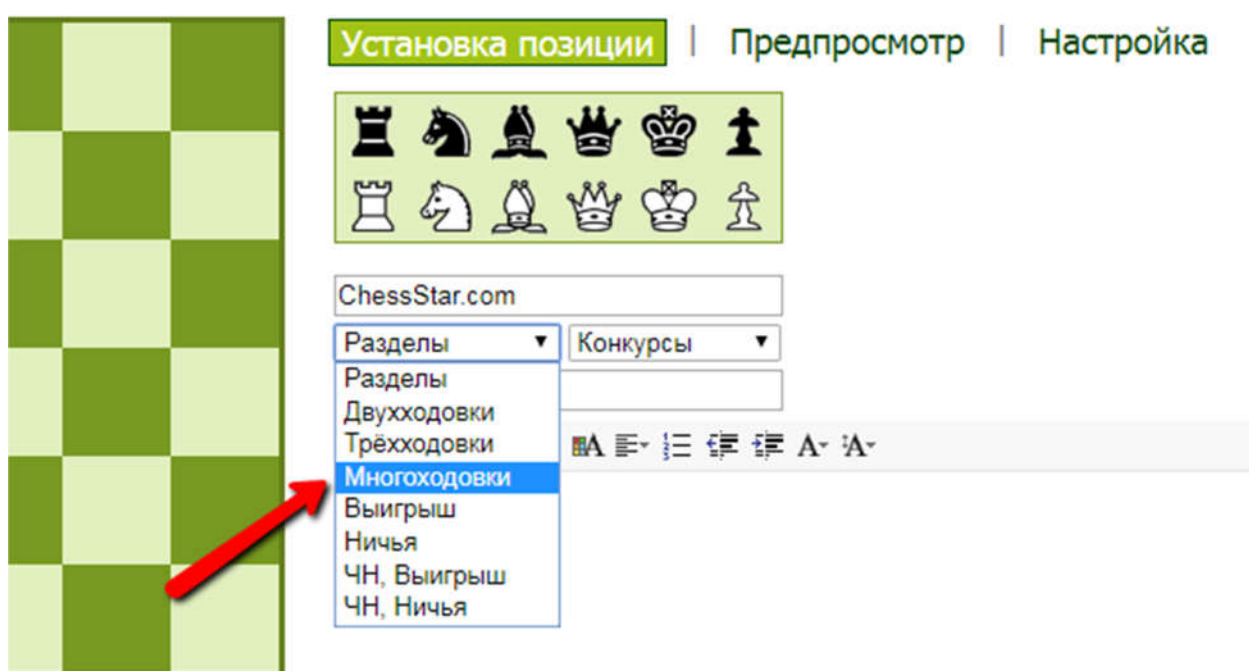 Установка позиции | Предпросмотр | Настройка
ChessStar.com
Разделы Конкурсы
Разделы
Двухходовки
Трёхходовки
Многоходовки
Выигрыш
Ничья
ЧН, Выигрыш
ЧН, Ничья